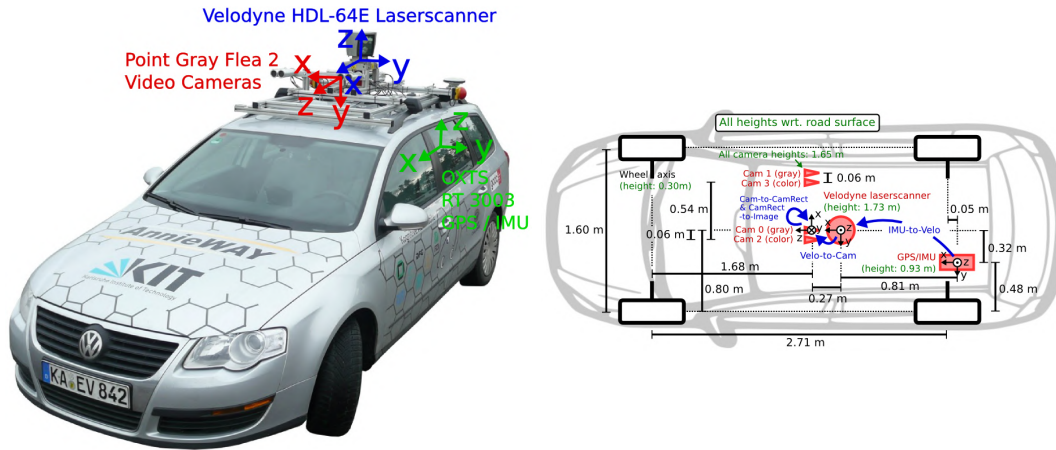 Velodyne HDL-64E Laserscanner
Point Gray Flea 2
Video Cameras
z
y
x
x
z
y
z
x
y
OXTS
RT 3003
GPS / IMU
AnnieWAY
KIT
Karlsruhe Institute of Technology
KA EV 842
All heights wrt. road surface
All camera heights: 1.65 m
Wheel axis
(height: 0.30m)
Cam 1 (gray)
Cam 3 (color)
0.06 m
Velodyne laserscanner
(height: 1.73 m)
0.54 m
Cam-to-CamRect
& CamRect
-to-Image
0.05 m
1.60 m
0.06 m
Cam 0 (gray)
Cam 2 (color)
x
y
z
x
z
y
IMU-to-Velo
Velo-to-Cam
0.32 m
GPS/IMU
(height: 0.93 m)
x
z
y
1.68 m
0.80 m
0.27 m
0.81 m
0.48 m
2.71 m